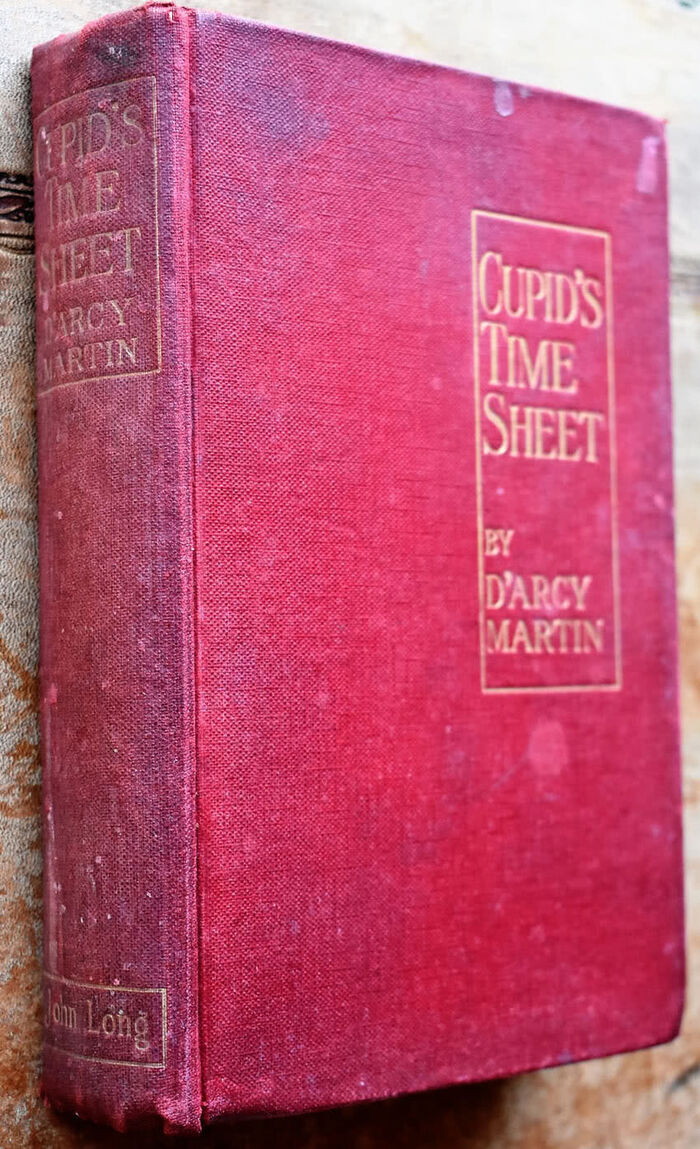 CUPID'S
TIME
SHEET
D'ARCY
MARTIN
John Long
CUPID'S
TIME
SHEET
BY
D'ARCY
MARTIN